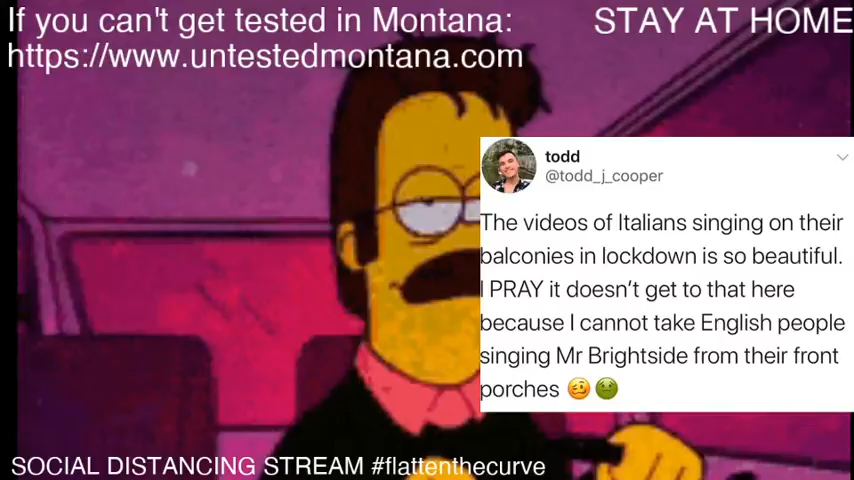 If you can't get tested in Montana:
https://www.untestedmontana.com
STAY AT HOME
todd
@todd_j_cooper
The videos of Italians singing on their
balconies in lockdown is so beautiful.
I PRAY it doesn't get to that here
because I cannot take English people
singing Mr Brightside from their front
porches 🥴🤢
SOCIAL DISTANCING STREAM #flattenthecurve